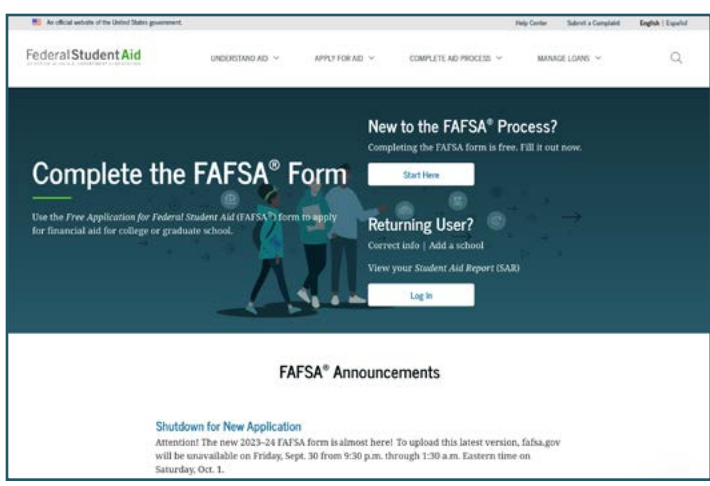 An official website of the United States government.
Help Center Submit a Complaint English | Español
Federal Student Aid
UNDERSTAND AID APPLY FOR AID COMPLETE AID PROCESS MANAGE LOANS
Complete the FAFSA® Form
Use the Free Application for Federal Student Aid (FAFSA®) form to apply
for financial aid for college or graduate school.
New to the FAFSA® Process?
Completing the FAFSA form is free. Fill it out now.
Start Here
Returning User?
Correct info | Add a school
View your Student Aid Report (SAR)
Log In
FAFSA® Announcements
Shutdown for New Application
Attention! The new 2023–24 FAFSA form is almost here! To upload this latest version, fafsa.gov
will be unavailable on Friday, Sept. 30 from 9:30 p.m. through 1:30 a.m. Eastern time on
Saturday, Oct. 1.